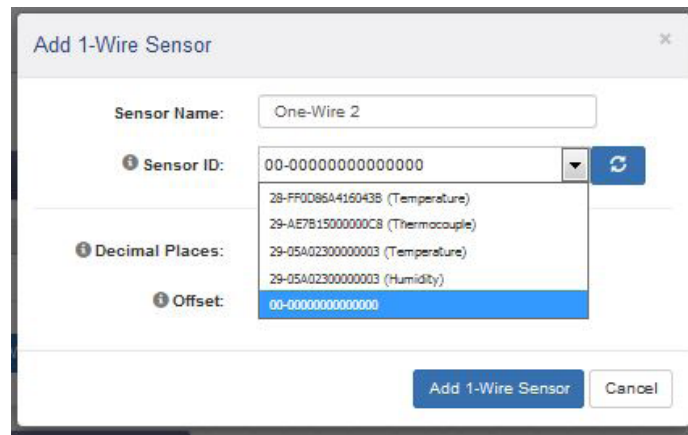 Add 1-Wire Sensor ×
Sensor Name: One-Wire 2
Sensor ID: 00-00000000000000
28-FF0D86A416043B (Temperature)
29-AE7B15000000C8 (Thermocouple)
29-05A02300000003 (Temperature)
Decimal Places:
29-05A02300000003 (Humidity)
Offset:
00-00000000000000
Add 1-Wire Sensor Cancel